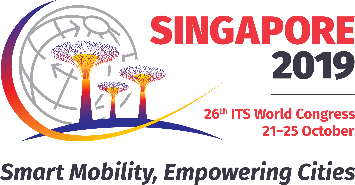 SINGAPORE
2019
26th ITS World Congress
21–25 October
Smart Mobility, Empowering Cities